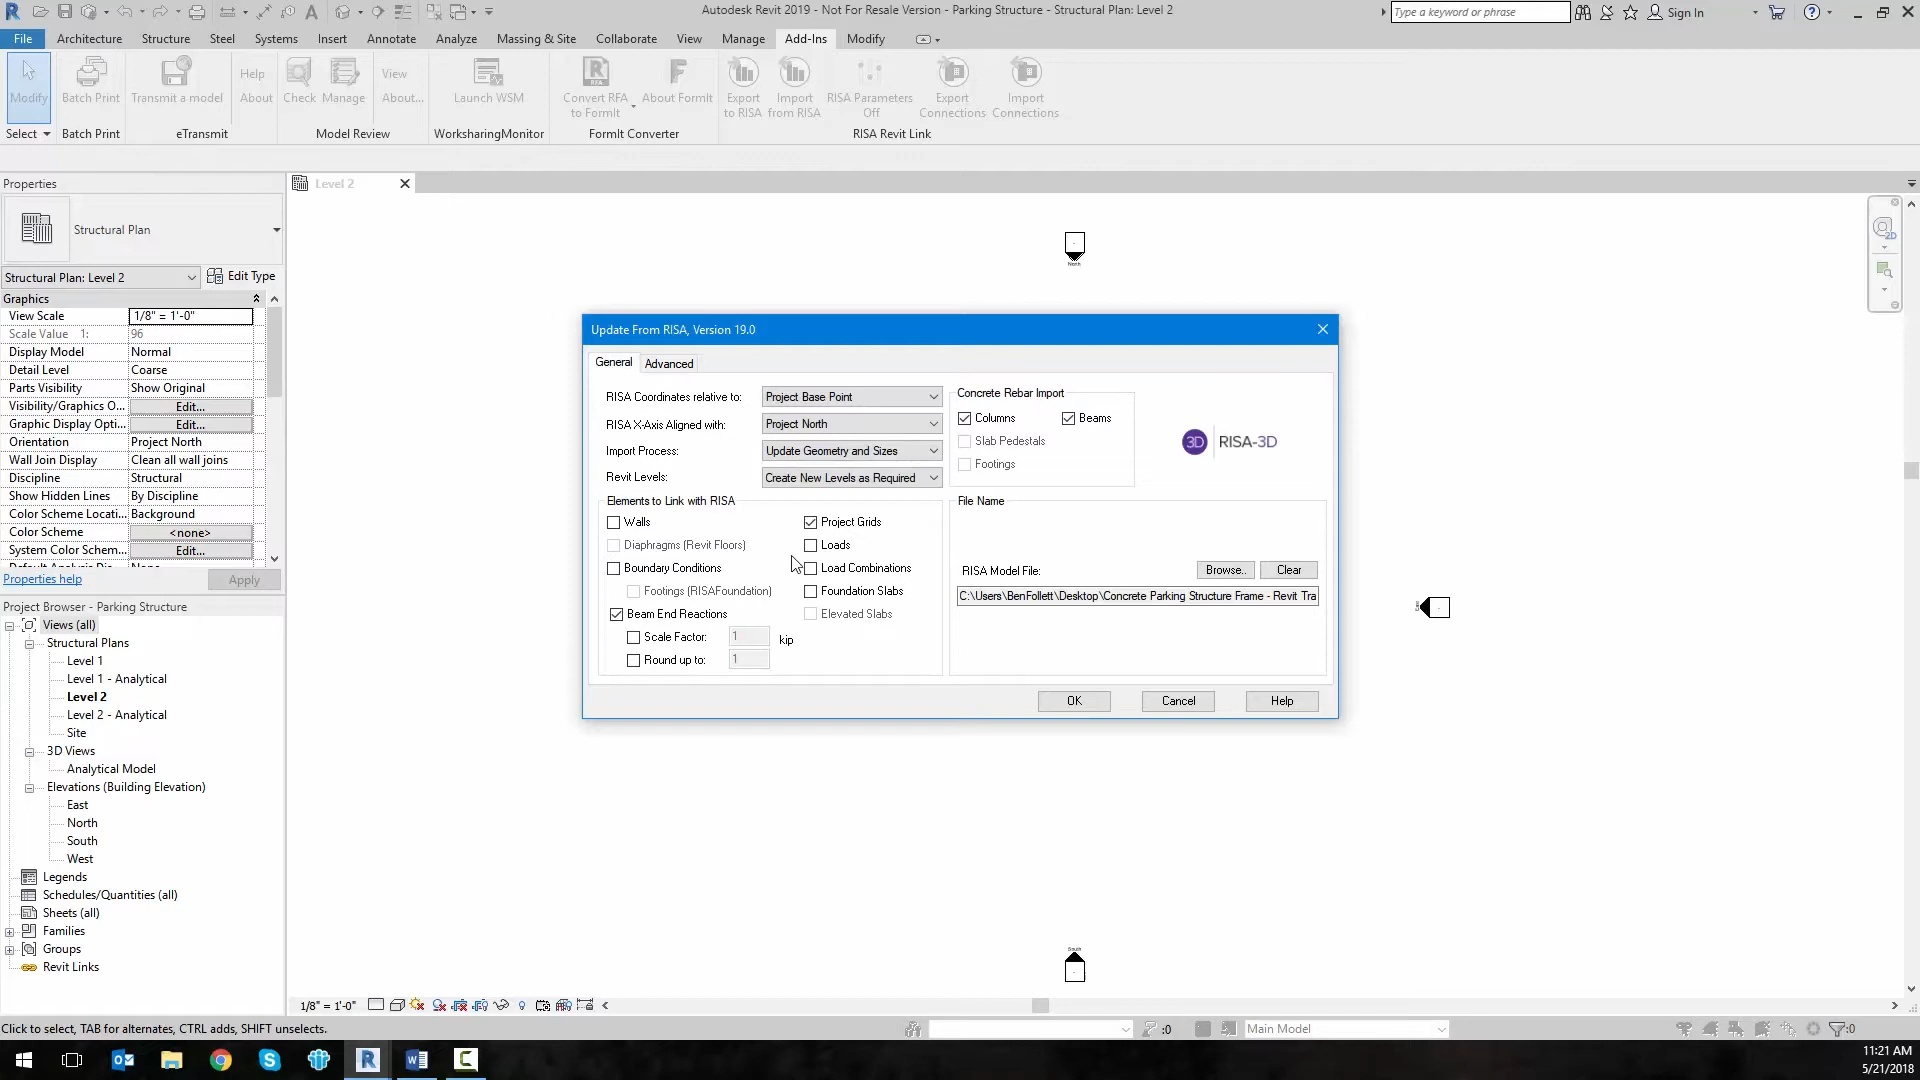 Autodesk Revit 2019 - Not For Resale Version - Parking Structure - Structural Plan: Level 2
Type a keyword or phrase
Sign In
File Architecture Structure Steel Systems Insert Annotate Analyze Massing & Site Collaborate View Manage Add-Ins Modify
Modify
Batch Print
Transmit a model
Help
About
Check
Manage
View
About...
Launch WSM
Convert RFA
to FormIt
About FormIt
Export
to RISA
Import
from RISA
RISA Parameters
Off
Export
Connections
Import
Connections
Select Batch Print eTransmit Model Review WorksharingMonitor FormIt Converter RISA Revit Link
Properties
Level 2
Structural Plan
Structural Plan: Level 2 Edit Type
Graphics
View Scale 1/8" = 1'-0"
Scale Value 1: 96
Display Model Normal
Detail Level Coarse
Parts Visibility Show Original
Visibility/Graphics O... Edit...
Graphic Display Opti... Edit...
Orientation Project North
Wall Join Display Clean all wall joins
Discipline Structural
Show Hidden Lines By Discipline
Color Scheme Locati... Background
Color Scheme <none>
System Color Schem... Edit...
Properties help Apply
Project Browser - Parking Structure
Views (all)
Structural Plans
Level 1
Level 1 - Analytical
Level 2
Level 2 - Analytical
Site
3D Views
Analytical Model
Elevations (Building Elevation)
East
North
South
West
Legends
Schedules/Quantities (all)
Sheets (all)
Families
Groups
Revit Links
North
2D
Update From RISA, Version 19.0
General Advanced
RISA Coordinates relative to: Project Base Point
RISA X-Axis Aligned with: Project North
Import Process: Update Geometry and Sizes
Revit Levels: Create New Levels as Required
Concrete Rebar Import
Columns Beams
Slab Pedestals
Footings
3D RISA-3D
Elements to Link with RISA
Walls Project Grids
Diaphragms (Revit Floors) Loads
Boundary Conditions Load Combinations
Footings (RISAFoundation) Foundation Slabs
Beam End Reactions Elevated Slabs
Scale Factor: 1 kip
Round up to: 1
File Name
RISA Model File: Browse.. Clear
C:\Users\BenFollett\Desktop\Concrete Parking Structure Frame - Revit Tra
OK Cancel Help
South
1/8" = 1'-0"
Click to select, TAB for alternates, CTRL adds, SHIFT unselects.
:0
Main Model
:0
11:21 AM
5/21/2018